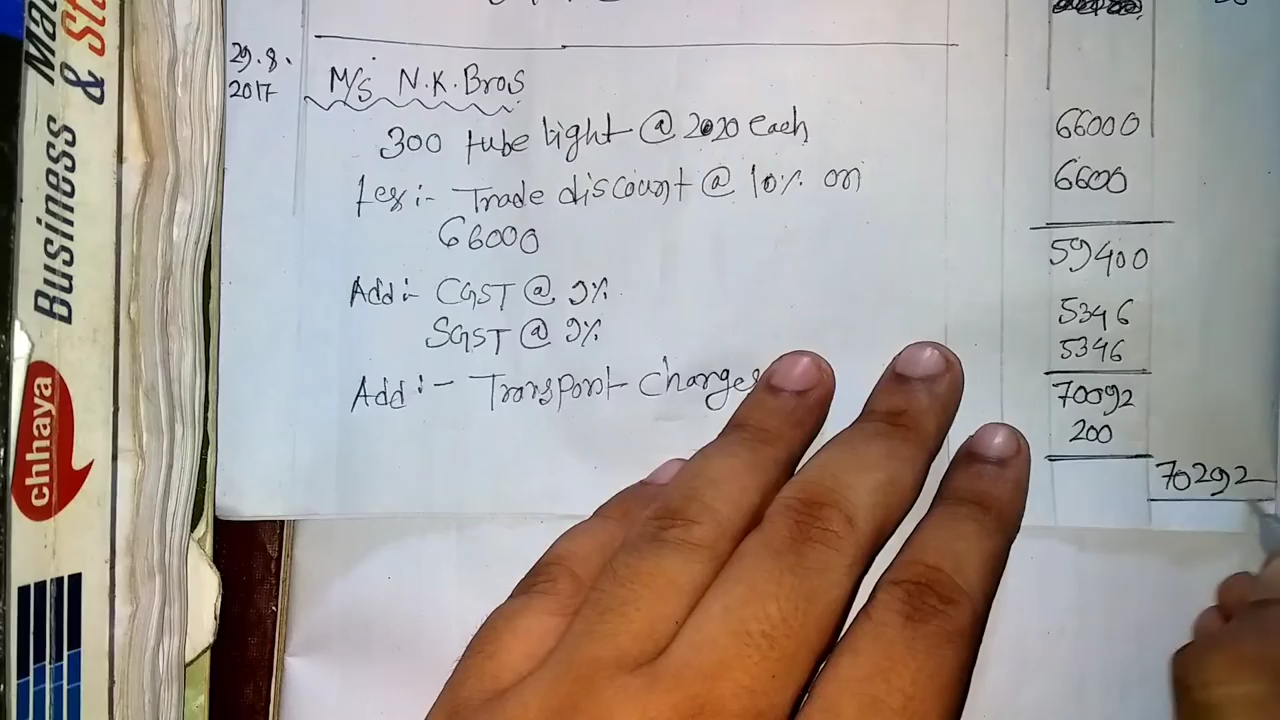 29.8.
2017
M/s N.K.Bros
300 tube light @ 2020 each 66000
Less:- Trade discount @ 10% on 6600
66000
59400
Add:- CGST @ 9% 5346
SGST @ 9% 5346
70092
Add:- Transport Charges 200
70292
Business
&
chhaya